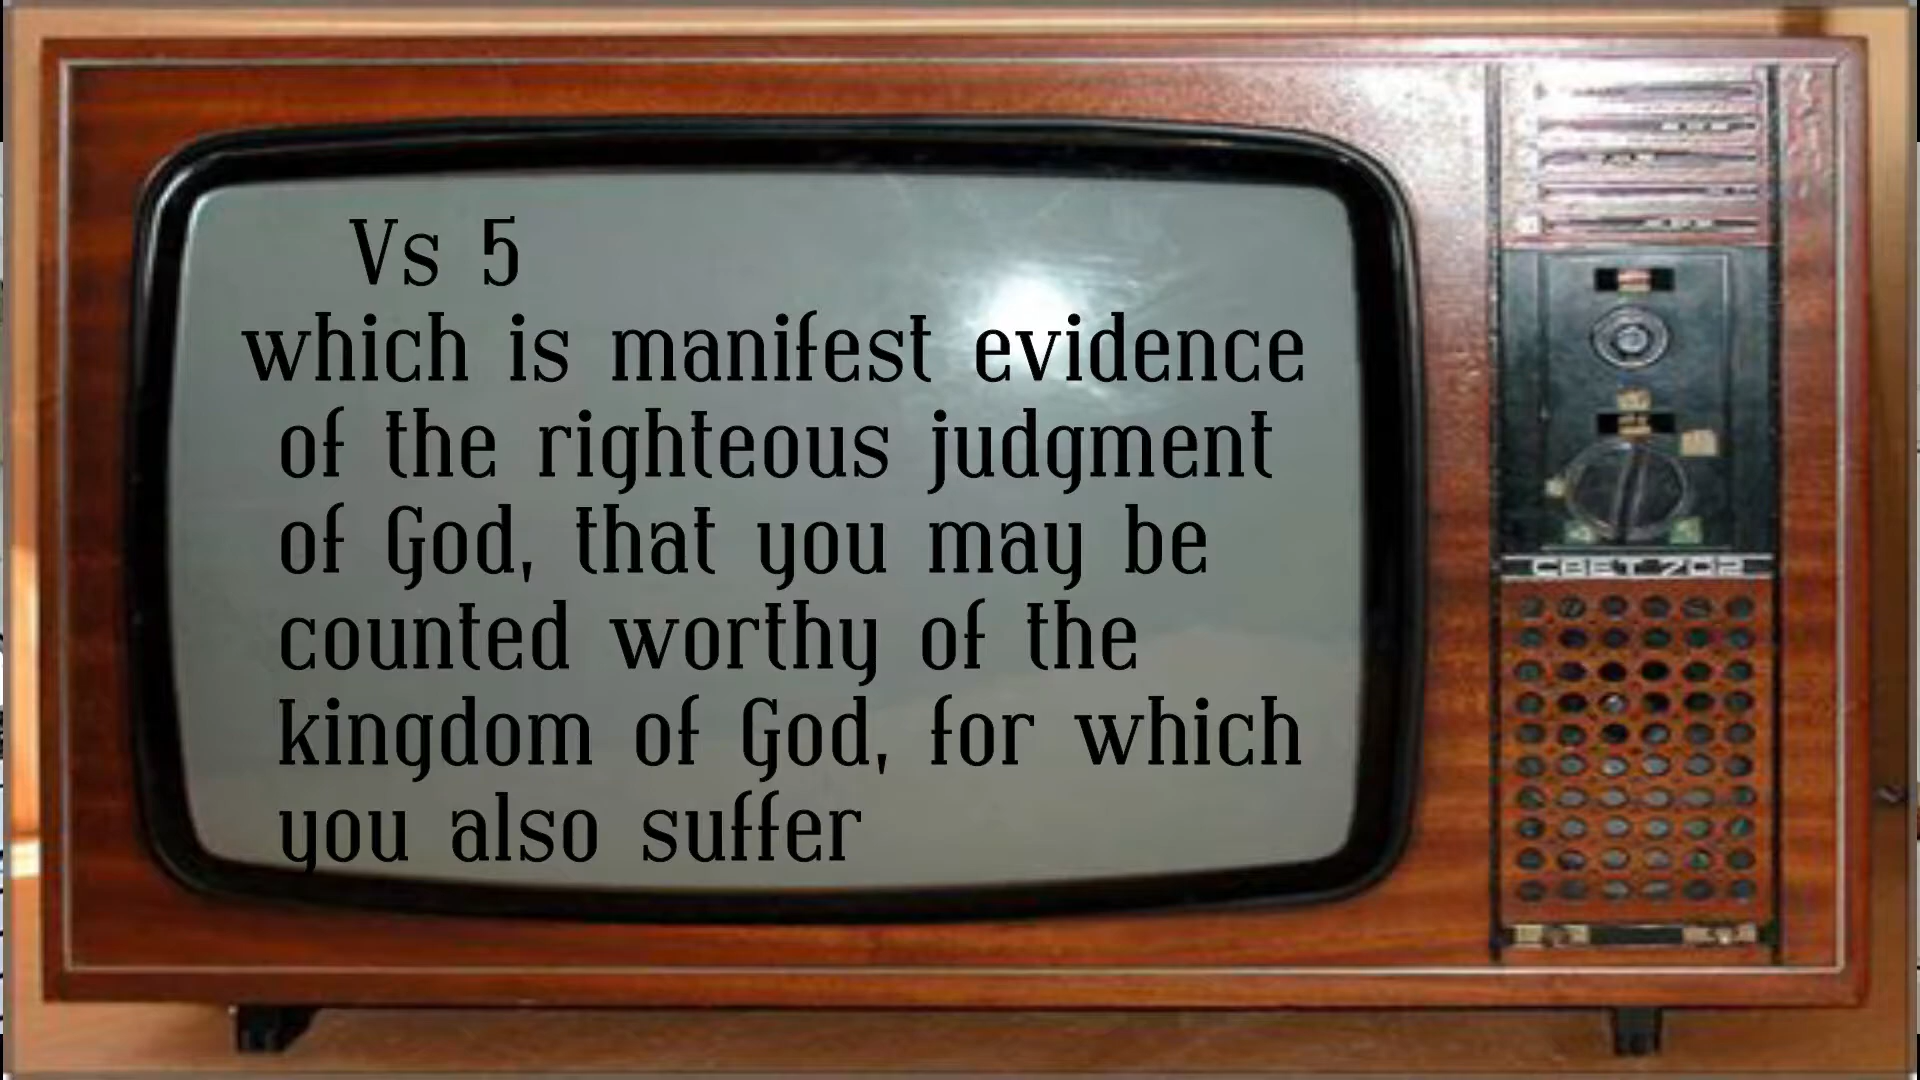 Vs 5
which is manifest evidence
of the righteous judgment
of God, that you may be
counted worthy of the
kingdom of God, for which
you also suffer